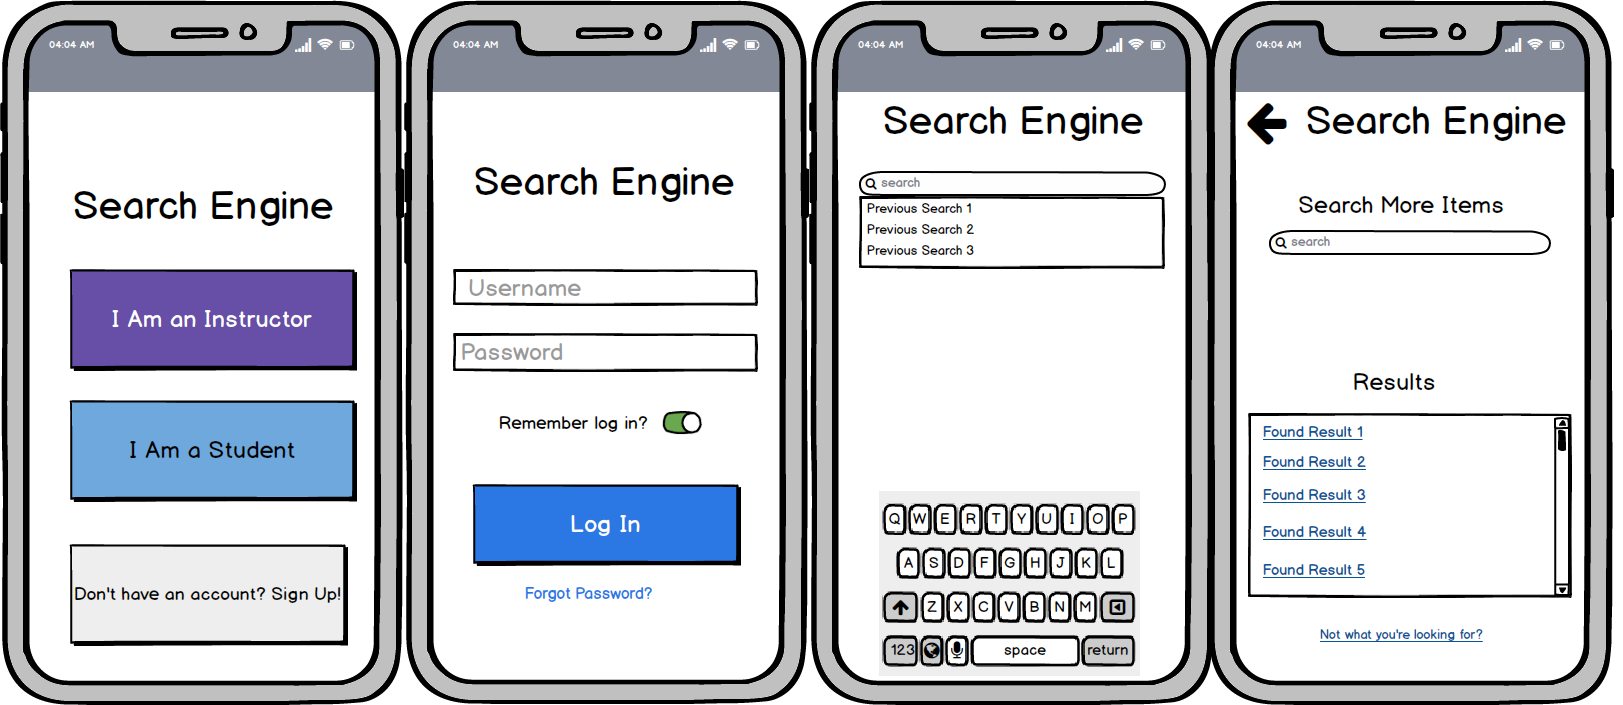 04:04 AM
Search Engine
I Am an Instructor
I Am a Student
Don't have an account? Sign Up!
04:04 AM
Search Engine
Username
Password
Remember log in?
Log In
Forgot Password?
04:04 AM
Search Engine
search
Previous Search 1
Previous Search 2
Previous Search 3
Q W E R T Y U I O P
A S D F G H J K L
Z X C V B N M
123 space return
04:04 AM
Search Engine
Search More Items
search
Results
Found Result 1
Found Result 2
Found Result 3
Found Result 4
Found Result 5
Not what you're looking for?